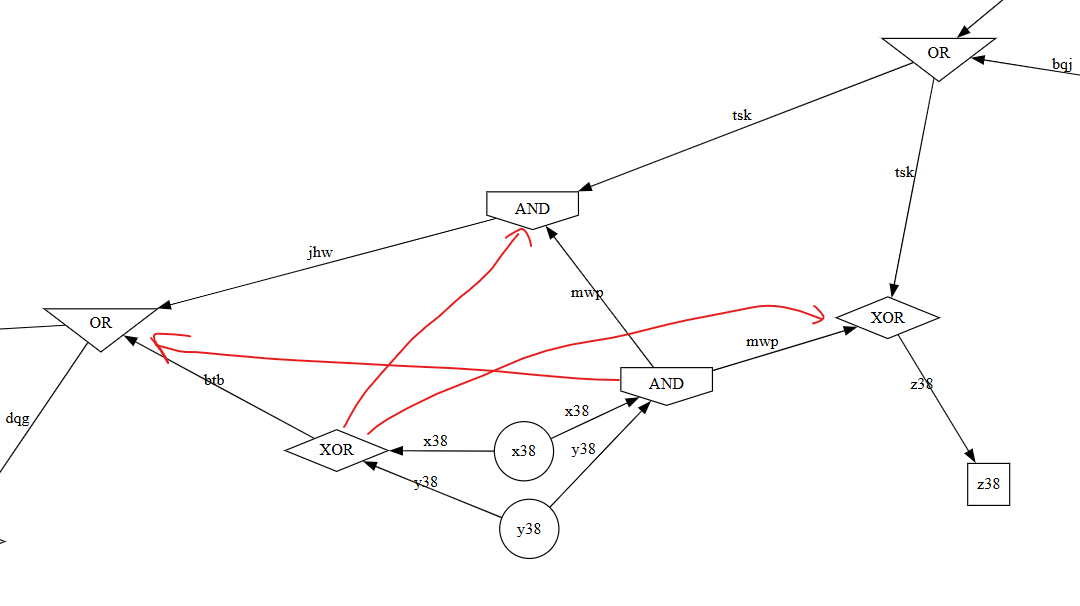 OR
bqj
tsk
tsk
AND
jhw
mwp
OR
XOR
mwp
AND
btb
z38
x38
dqg
x38
XOR
x38
y38
y38
z38
y38